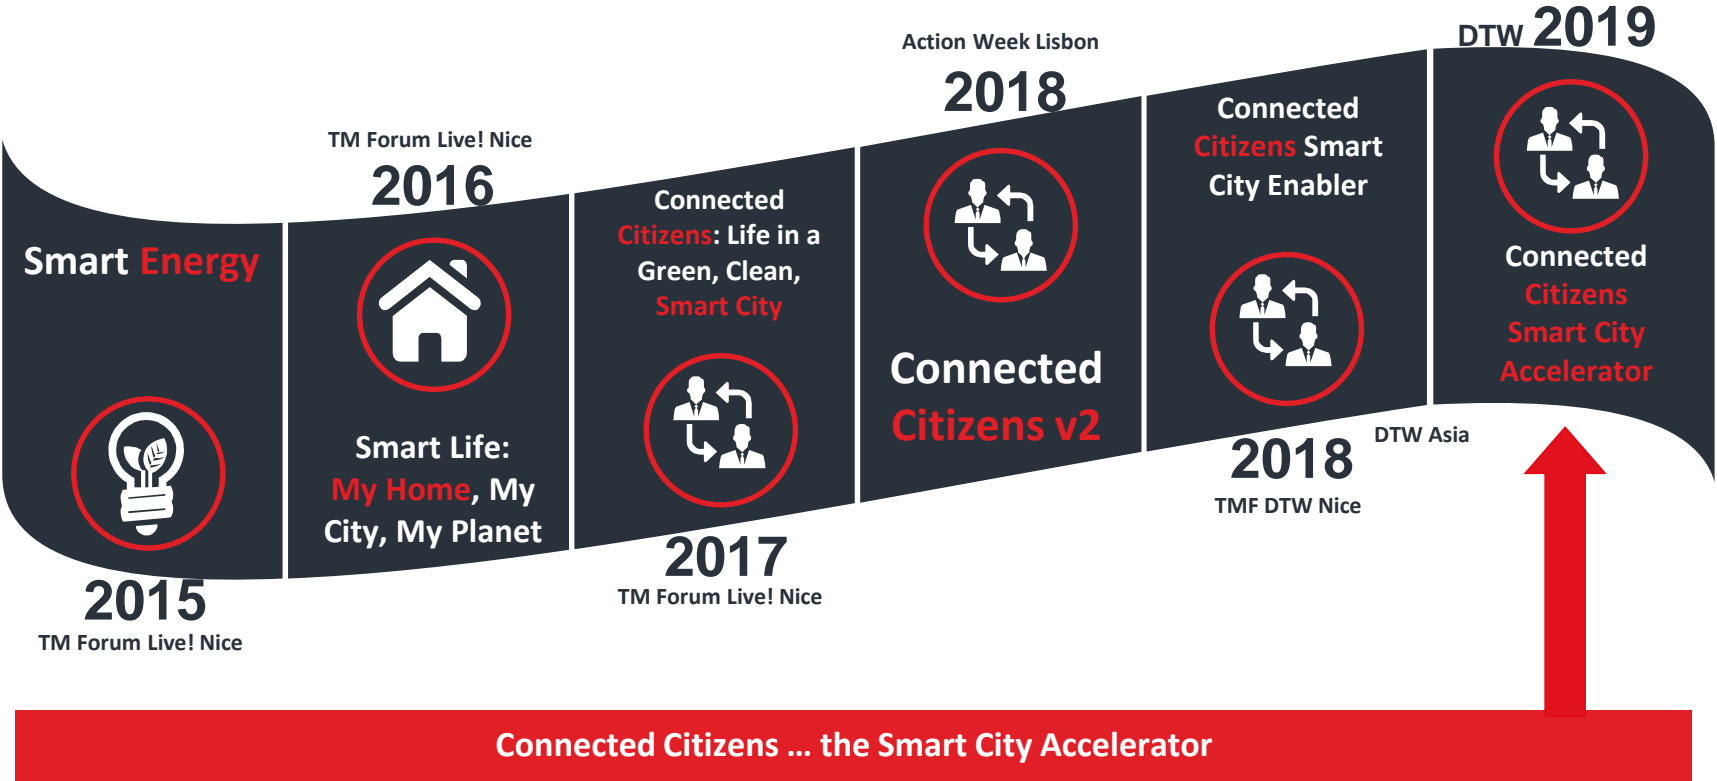 Smart Energy
2015
TM Forum Live! Nice
TM Forum Live! Nice
2016
Smart Life:
My Home, My
City, My Planet
Connected
Citizens: Life in a
Green, Clean,
Smart City
2017
TM Forum Live! Nice
Action Week Lisbon
2018
Connected
Citizens v2
Connected
Citizens Smart
City Enabler
2018
TMF DTW Nice
DTW Asia
DTW 2019
Connected
Citizens
Smart City
Accelerator
Connected Citizens ... the Smart City Accelerator